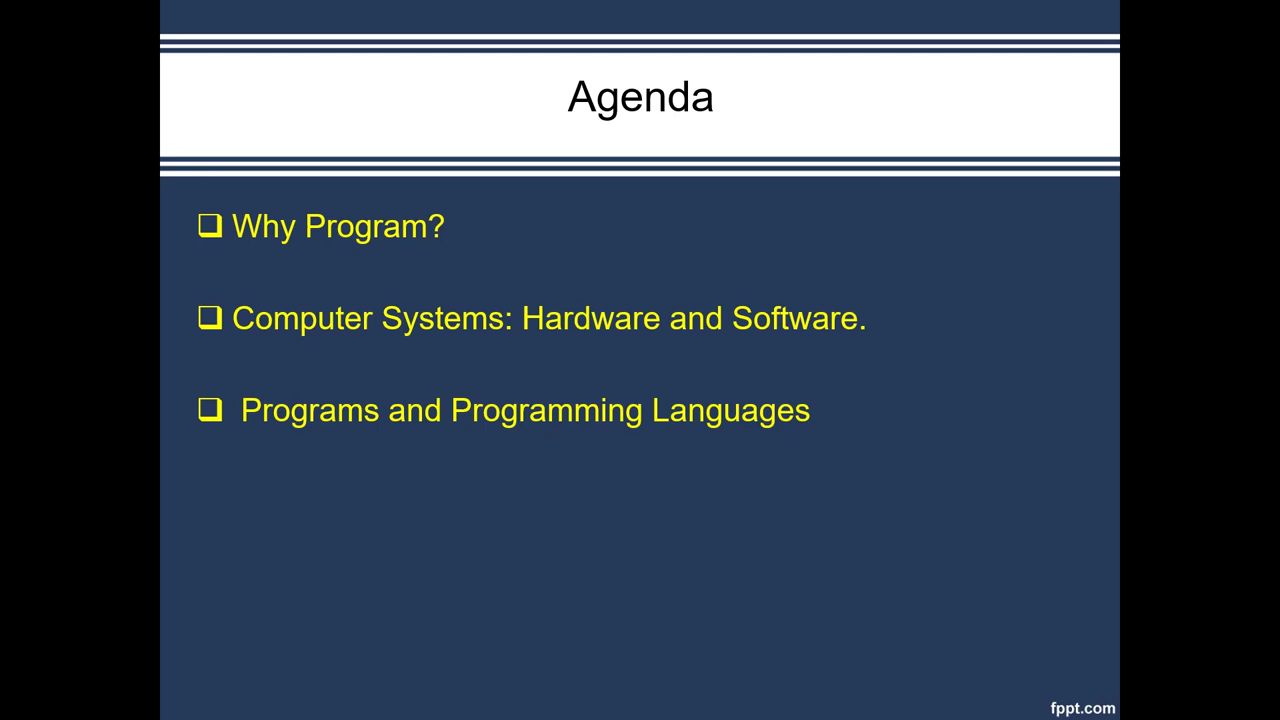 Agenda
Why Program?
Computer Systems: Hardware and Software.
Programs and Programming Languages
fppt.com